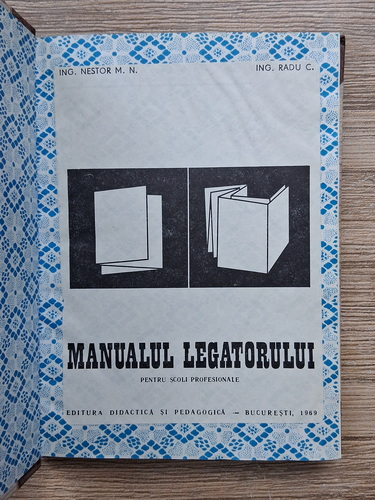 ING. NESTOR M. N. ING. RADU C.
MANUALUL LEGATORULUI
PENTRU ȘCOLI PROFESIONALE
EDITURA DIDACTICĂ ȘI PEDAGOGICĂ — BUCUREȘTI, 1969